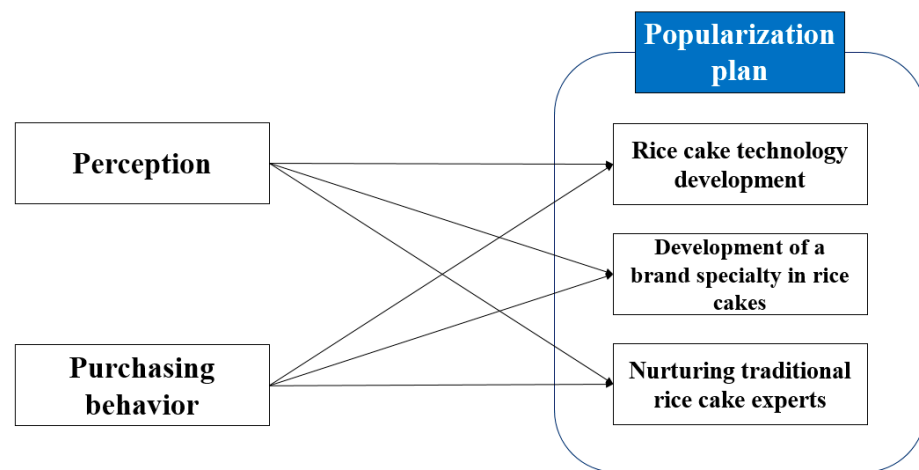 Popularization
plan
Perception
Rice cake technology
development
Development of a
brand specialty in rice
cakes
Purchasing
behavior
Nurturing traditional
rice cake experts